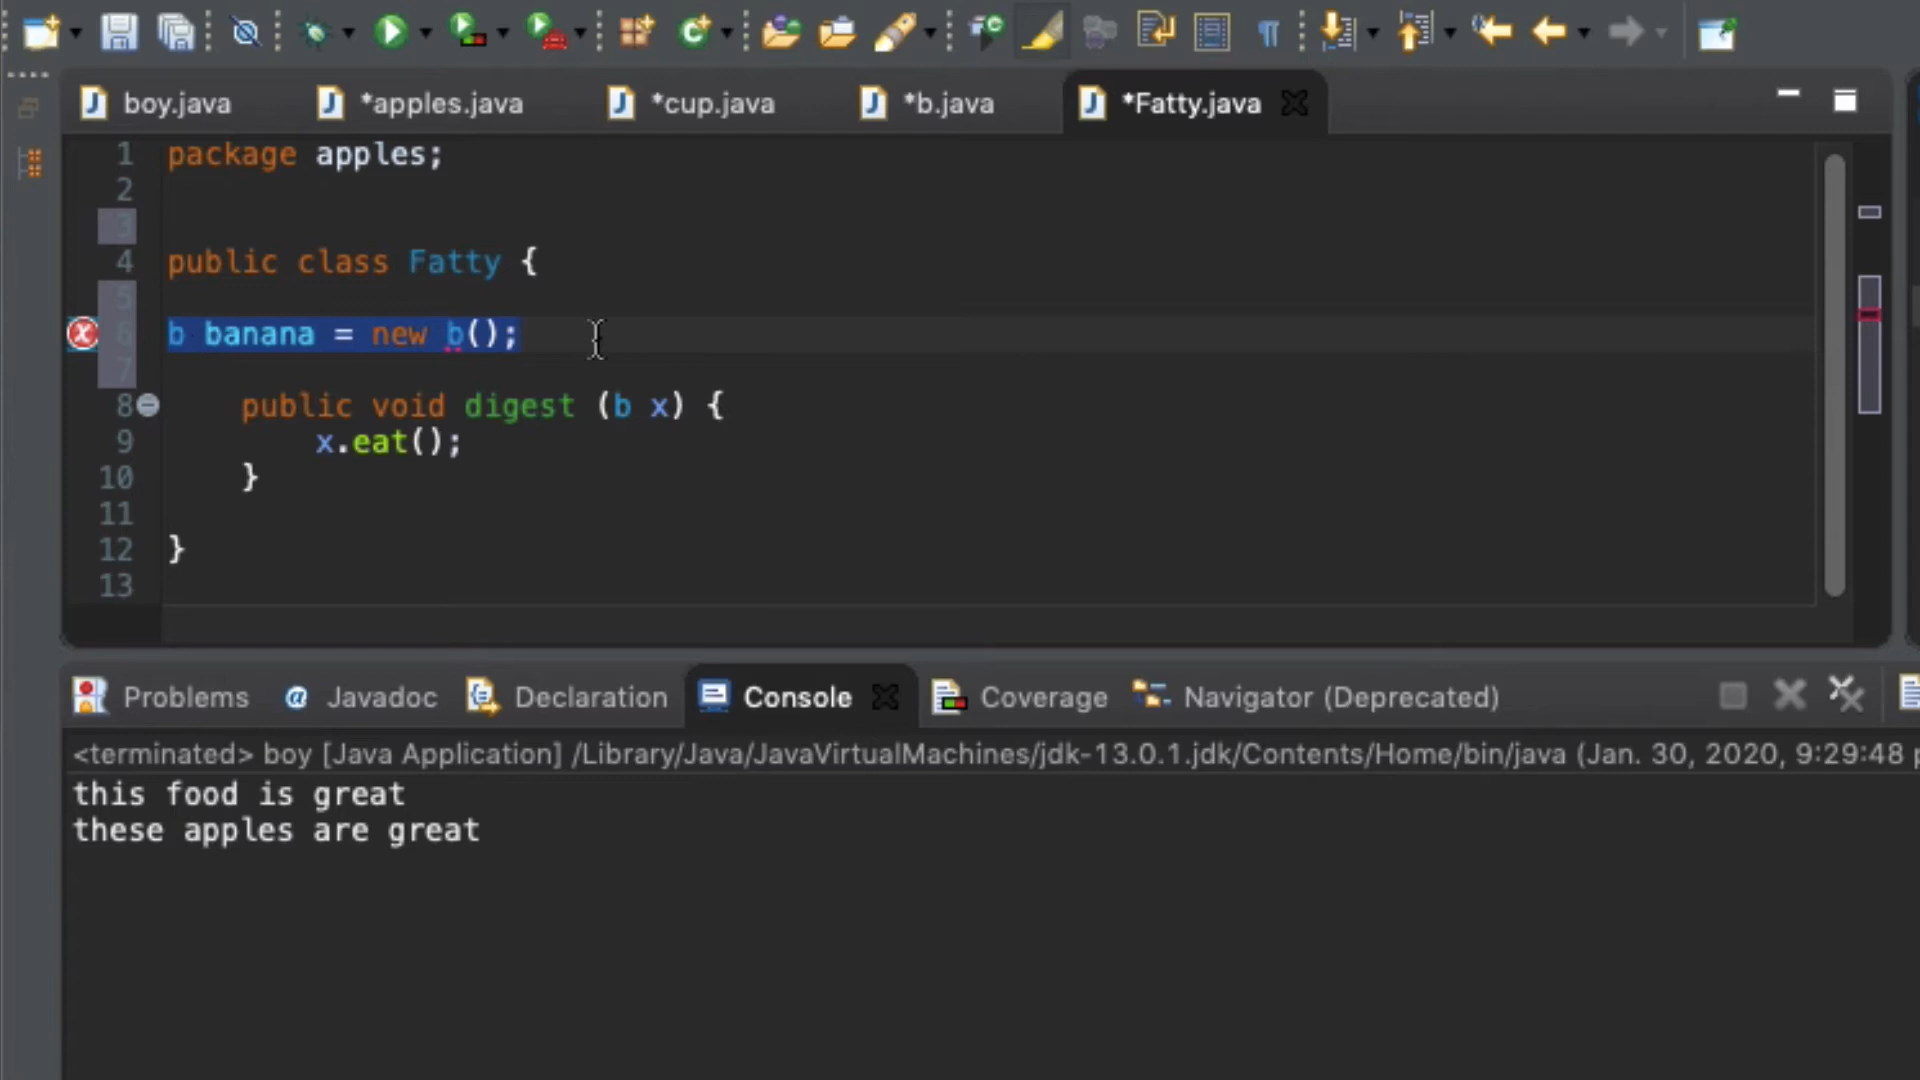 boy.java *apples.java *cup.java *b.java *Fatty.java
1 package apples;
2
3
4 public class Fatty {
5
6 b banana = new b();
7
8 public void digest (b x) {
9 x.eat();
10 }
11
12 }
13
Problems @ Javadoc Declaration Console Coverage Navigator (Deprecated)
<terminated> boy [Java Application] /Library/Java/JavaVirtualMachines/jdk-13.0.1.jdk/Contents/Home/bin/java (Jan. 30, 2020, 9:29:48 p
this food is great
these apples are great